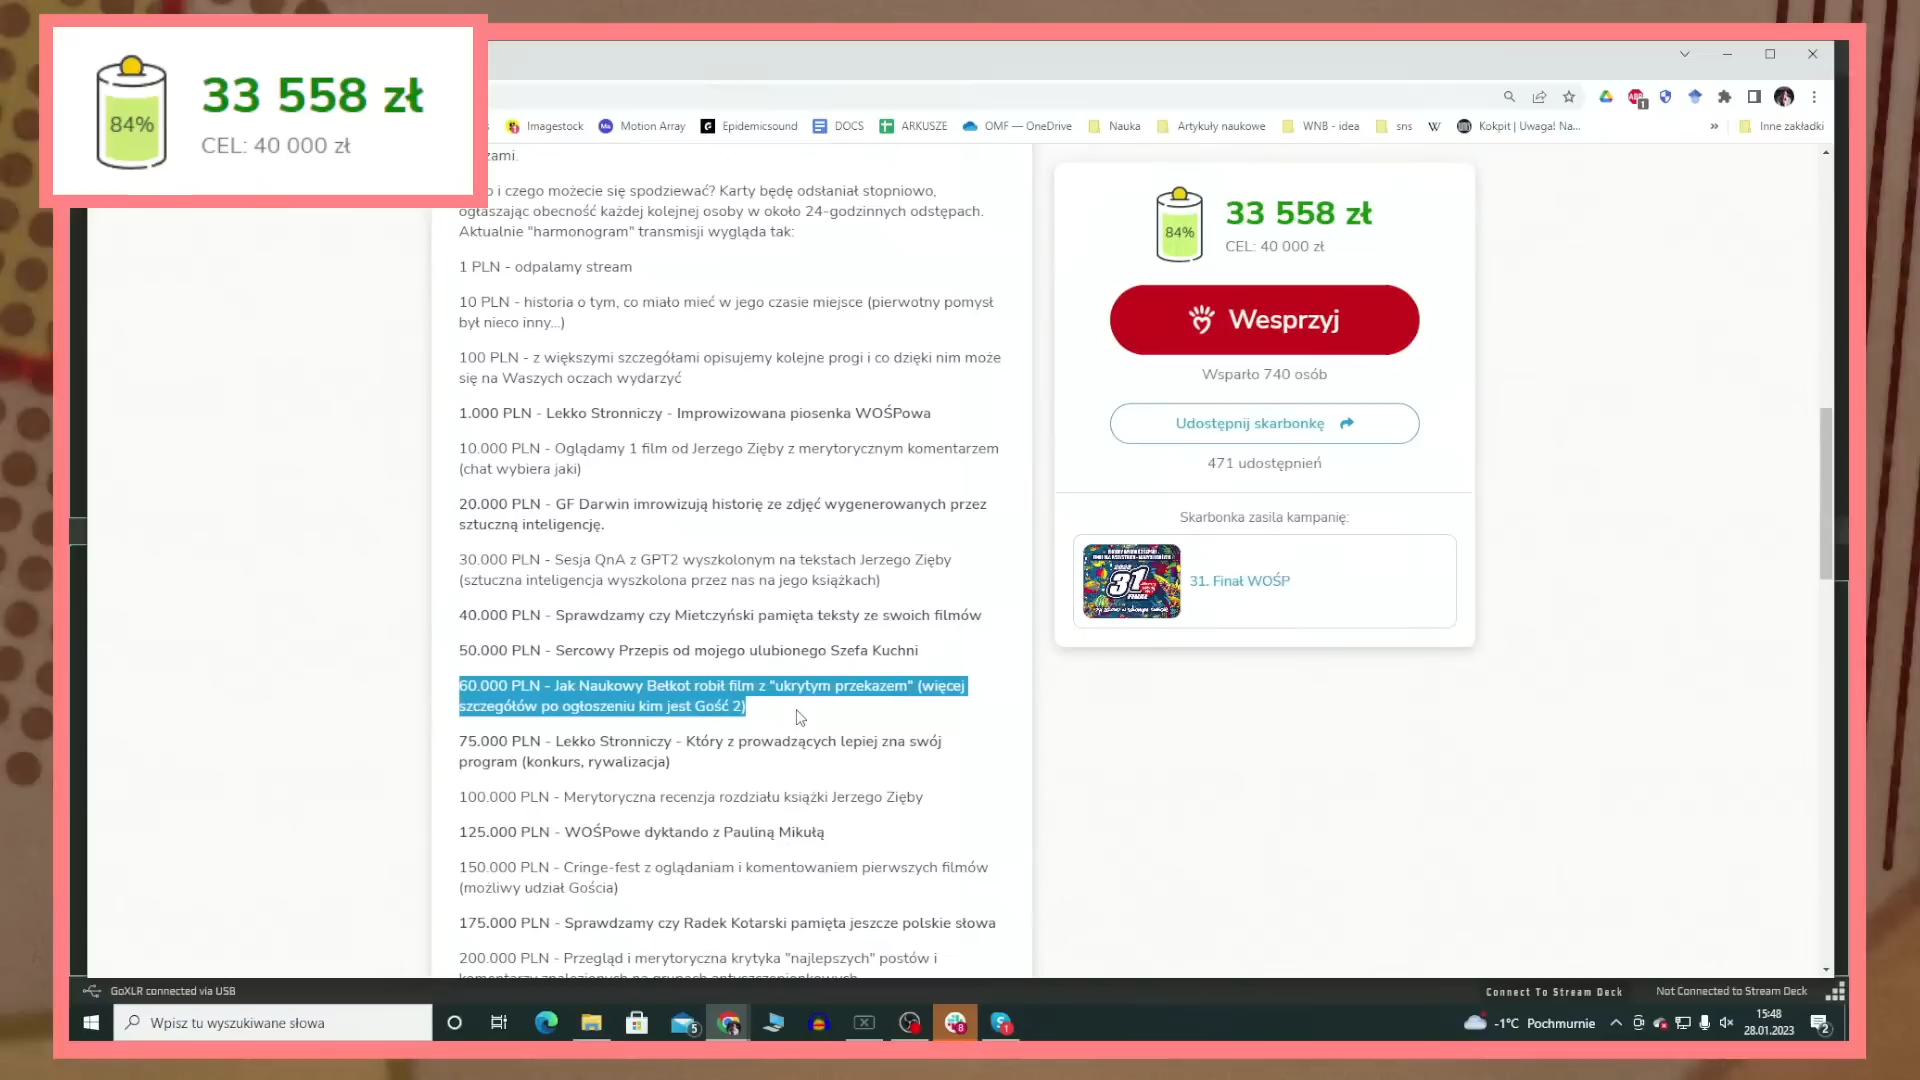 33 558 zł
84%
CEL: 40 000 zł
Imagestock
Motion Array
Epidemicsound
DOCS
ARKUSZE
OMF — OneDrive
Nauka
Artykuły naukowe
WNB - idea
sns
Kokpit | Uwaga! Na...
»
Inne zakładki
zami.
o i czego możecie się spodziewać? Karty będę odsłaniał stopniowo,
ogłaszając obecność każdej kolejnej osoby w około 24-godzinnych odstępach.
Aktualnie "harmonogram" transmisji wygląda tak:
1 PLN - odpalamy stream
10 PLN - historia o tym, co miało mieć w jego czasie miejsce (pierwotny pomysł
był nieco inny...)
100 PLN - z większymi szczegółami opisujemy kolejne progi i co dzięki nim może
się na Waszych oczach wydarzyć
1.000 PLN - Lekko Stronniczy - Improwizowana piosenka WOŚPowa
10.000 PLN - Oglądamy 1 film od Jerzego Zięby z merytorycznym komentarzem
(chat wybiera jaki)
20.000 PLN - GF Darwin imrowizują historię ze zdjęć wygenerowanych przez
sztuczną inteligencję.
30.000 PLN - Sesja QnA z GPT2 wyszkolonym na tekstach Jerzego Zięby
(sztuczna inteligencja wyszkolona przez nas na jego książkach)
40.000 PLN - Sprawdzamy czy Mietczyński pamięta teksty ze swoich filmów
50.000 PLN - Sercowy Przepis od mojego ulubionego Szefa Kuchni
60.000 PLN - Jak Naukowy Bełkot robił film z "ukrytym przekazem" (więcej
szczegółów po ogłoszeniu kim jest Gość 2)
75.000 PLN - Lekko Stronniczy - Który z prowadzących lepiej zna swój
program (konkurs, rywalizacja)
100.000 PLN - Merytoryczna recenzja rozdziału książki Jerzego Zięby
125.000 PLN - WOŚPowe dyktando z Pauliną Mikułą
150.000 PLN - Cringe-fest z oglądaniam i komentowaniem pierwszych filmów
(możliwy udział Gościa)
175.000 PLN - Sprawdzamy czy Radek Kotarski pamięta jeszcze polskie słowa
200.000 PLN - Przegląd i merytoryczna krytyka "najlepszych" postów i
komentarzy znalezionych na grupach antyszczepionkowych
33 558 zł
84%
CEL: 40 000 zł
Wesprzyj
Wsparło 740 osób
Udostępnij skarbonkę
471 udostępnień
Skarbonka zasila kampanię:
31
31. Finał WOŚP
GoXLR connected via USB
Connect To Stream Deck
Not Connected to Stream Deck
Wpisz tu wyszukiwane słowa
5
8
1
-1°C Pochmurnie
15:48
28.01.2023
2